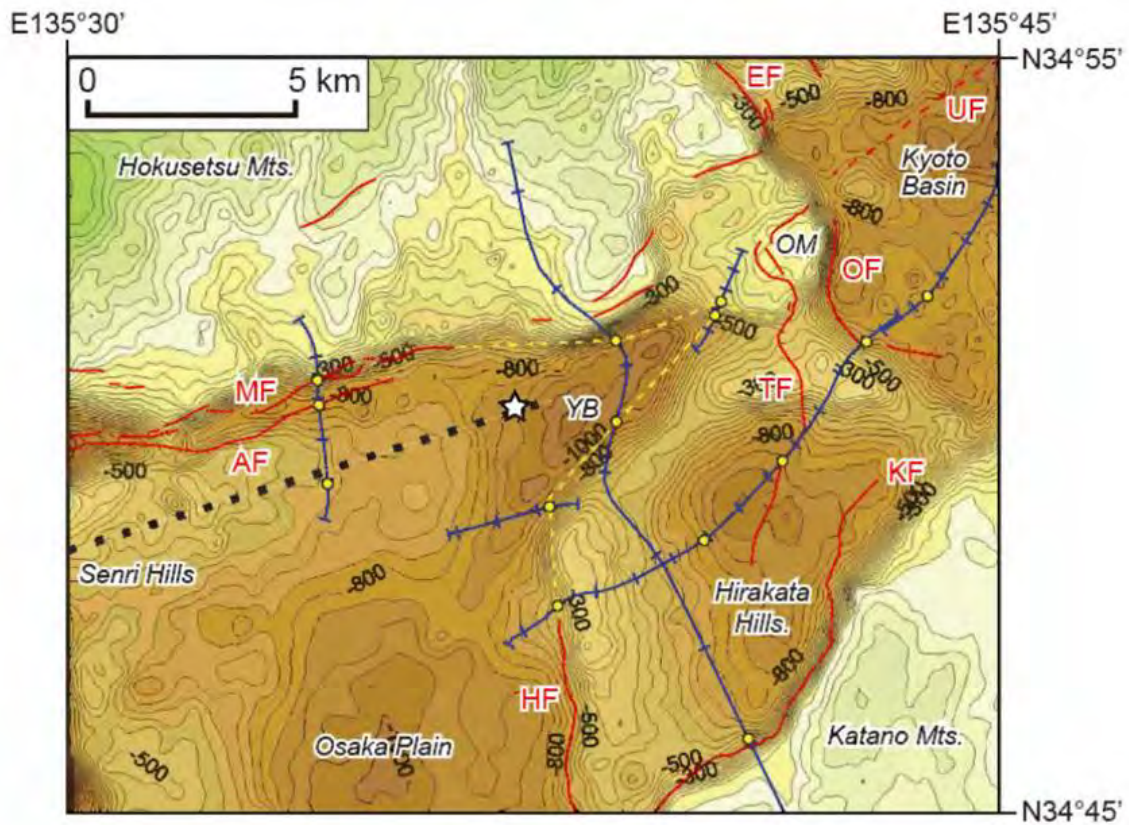 E135°30’
E135°45’
N34°55’
0 5 km
EF
-300
-500
-800
UF
Hokusetsu Mts.
Kyoto
Basin
-800
OM
OF
-300
-500
-300
-500
-800
-300
-500
MF
-800
TF
YB
AF
-1000
-800
-800
KF
-500
Senri Hills
-800
Hirakata
Hills.
300
-800
HF
-500
-800
Osaka Plain
Katano Mts.
-500
-500
-300
N34°45’